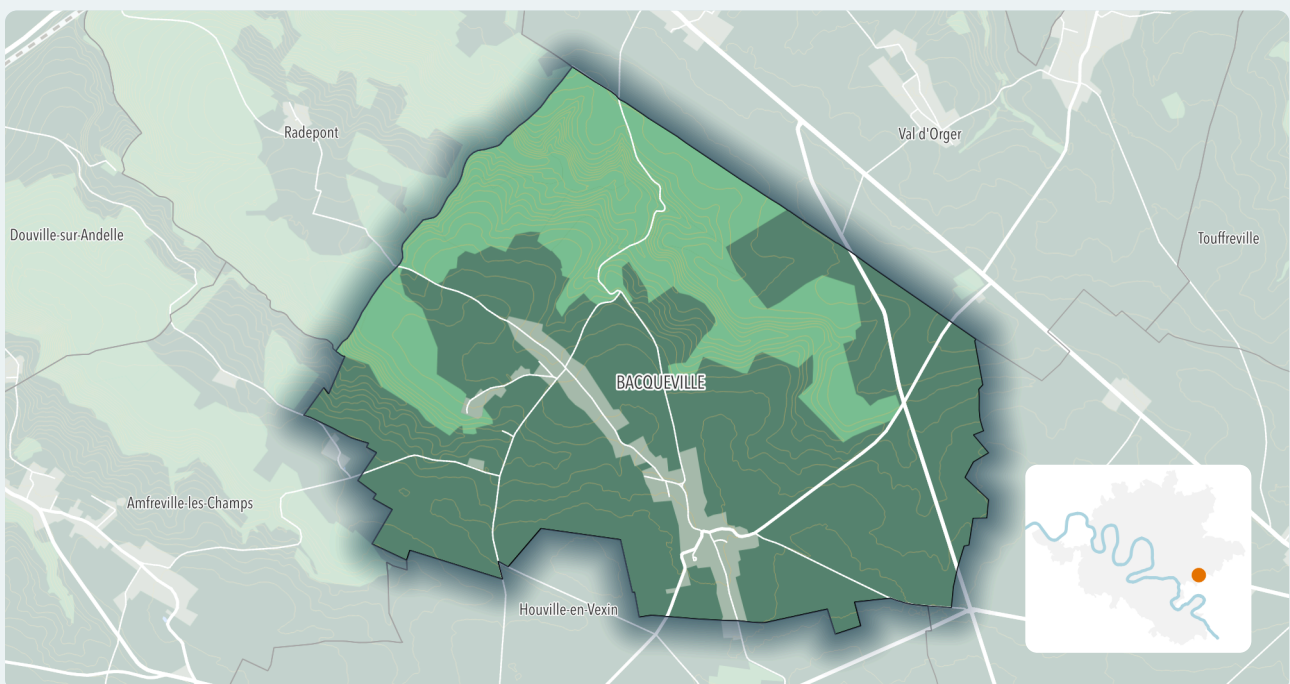 Radepont
Val d'Orger
Douville-sur-Andelle
Touffreville
BACQUEVILLE
Amfreville-les-Champs
Houville-en-Vexin